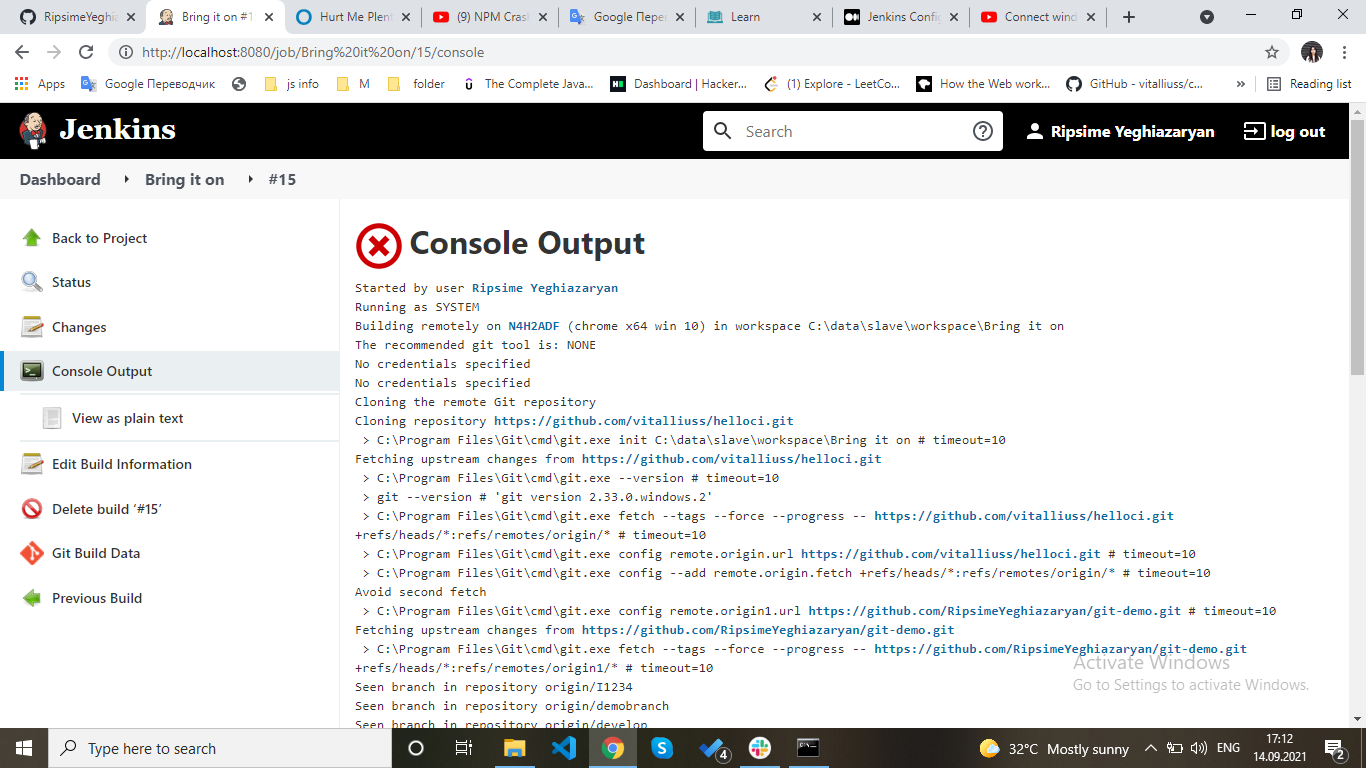 RipsimeYeghia
Bring it on #1
Hurt Me Plent
(9) NPM Cras
Google Пере
Learn
Jenkins Confi
Connect wind
http://localhost:8080/job/Bring%20it%20on/15/console
Apps
Google Переводчик
js info
M
folder
The Complete Java...
Dashboard | Hacker...
(1) Explore - LeetCo...
How the Web work...
GitHub - vitalliuss/c...
»
Reading list
Jenkins
Search
Ripsime Yeghiazaryan
log out
Dashboard
Bring it on
#15
Back to Project
Status
Changes
Console Output
View as plain text
Edit Build Information
Delete build ‘#15’
Git Build Data
Previous Build
Console Output
Started by user Ripsime Yeghiazaryan
Running as SYSTEM
Building remotely on N4H2ADF (chrome x64 win 10) in workspace C:\data\slave\workspace\Bring it on
The recommended git tool is: NONE
No credentials specified
No credentials specified
Cloning the remote Git repository
Cloning repository https://github.com/vitalliuss/helloci.git
> C:\Program Files\Git\cmd\git.exe init C:\data\slave\workspace\Bring it on # timeout=10
Fetching upstream changes from https://github.com/vitalliuss/helloci.git
> C:\Program Files\Git\cmd\git.exe --version # timeout=10
> git --version # 'git version 2.33.0.windows.2'
> C:\Program Files\Git\cmd\git.exe fetch --tags --force --progress -- https://github.com/vitalliuss/helloci.git
+refs/heads/*:refs/remotes/origin/* # timeout=10
> C:\Program Files\Git\cmd\git.exe config remote.origin.url https://github.com/vitalliuss/helloci.git # timeout=10
> C:\Program Files\Git\cmd\git.exe config --add remote.origin.fetch +refs/heads/*:refs/remotes/origin/* # timeout=10
Avoid second fetch
> C:\Program Files\Git\cmd\git.exe config remote.origin1.url https://github.com/RipsimeYeghiazaryan/git-demo.git # timeout=10
Fetching upstream changes from https://github.com/RipsimeYeghiazaryan/git-demo.git
> C:\Program Files\Git\cmd\git.exe fetch --tags --force --progress -- https://github.com/RipsimeYeghiazaryan/git-demo.git
+refs/heads/*:refs/remotes/origin1/* # timeout=10
Seen branch in repository origin/I1234
Seen branch in repository origin/demobranch
Seen branch in repository origin/develop
Activate Windows
Go to Settings to activate Windows.
Type here to search
4
32°C Mostly sunny
ENG
17:12
14.09.2021
2